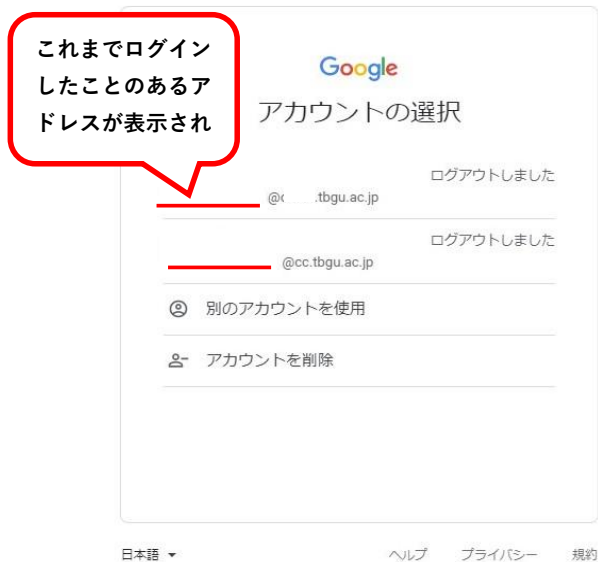 これまでログイン
したことのあるア
ドレスが表示され
Google
アカウントの選択
ログアウトしました
.tbgu.ac.jp
ログアウトしました
@cc.tbgu.ac.jp
別のアカウントを使用
アカウントを削除
日本語 ヘルプ プライバシー 規約